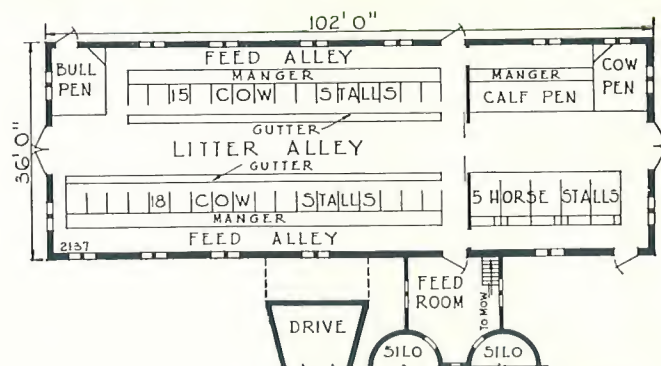 102' 0"
FEED ALLEY
BULL PEN
MANGER
15 COW STALLS
MANGER
CALF PEN
COW PEN
GUTTER
LITTER ALLEY
GUTTER
36' 0"
18 COW STALLS
5 HORSE STALLS
MANGER
2137
FEED ALLEY
FEED ROOM
TO MOW
DRIVE
SILO
SILO